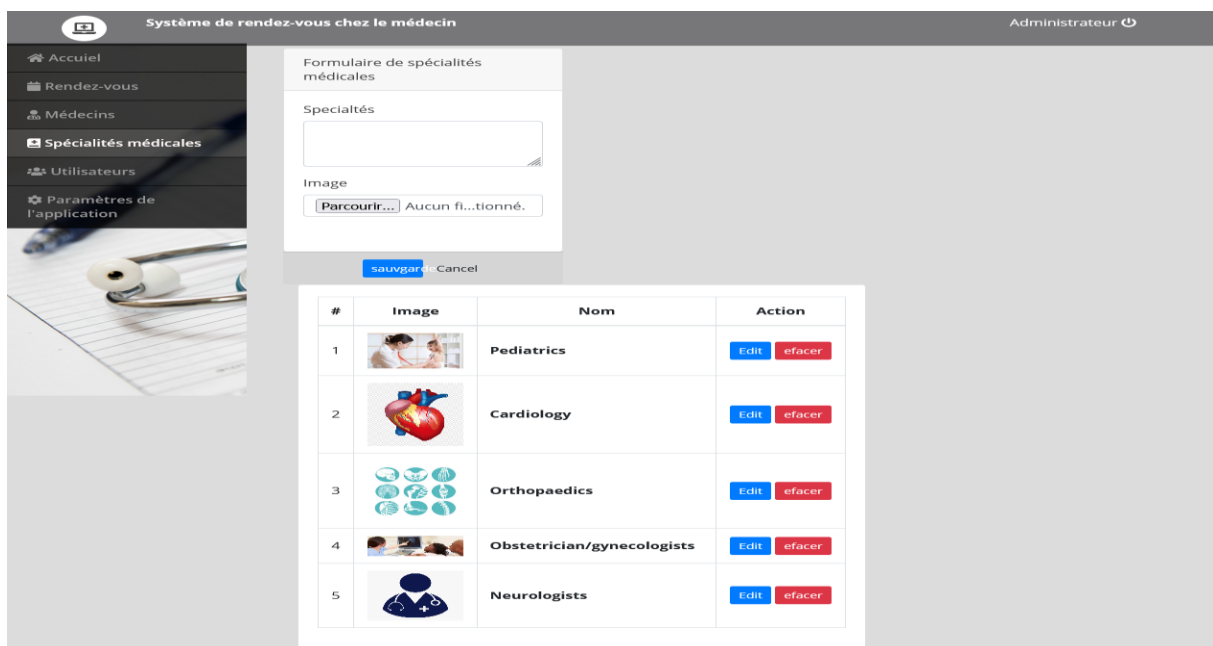 Système de rendez-vous chez le médecin
Administrateur
Accuiel
Rendez-vous
Médecins
Spécialités médicales
Utilisateurs
Paramètres de
l'application
Formulaire de spécialités
médicales
Specialtés
Image
Parcourir... Aucun fi...tionné.
sauvgarde Cancel
# Image Nom Action
1 Pediatrics Edit efacer
2 Cardiology Edit efacer
3 Orthopaedics Edit efacer
4 Obstetrician/gynecologists Edit efacer
5 Neurologists Edit efacer